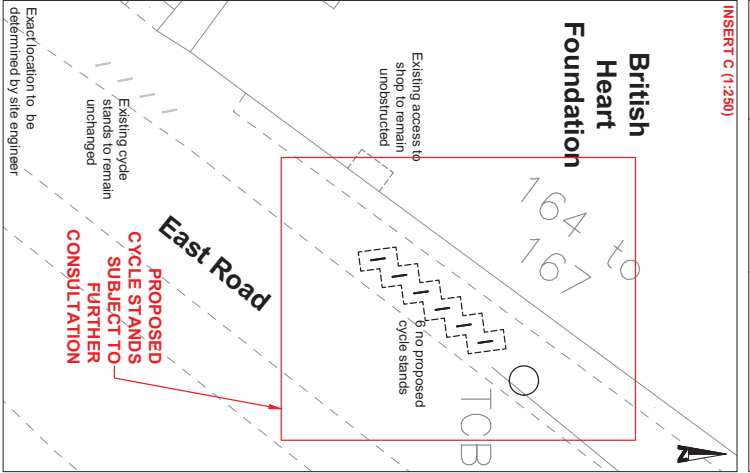 INSERT C (1:250)
British
Heart
Foundation
164 to
167
Existing access to
shop to remain
unobstructed
Existing cycle
stands to remain
unchanged
Exact location to be
determined by site engineer
East Road
6 no proposed
cycle stands
TCB
PROPOSED
CYCLE STANDS
SUBJECT TO
FURTHER
CONSULTATION
N